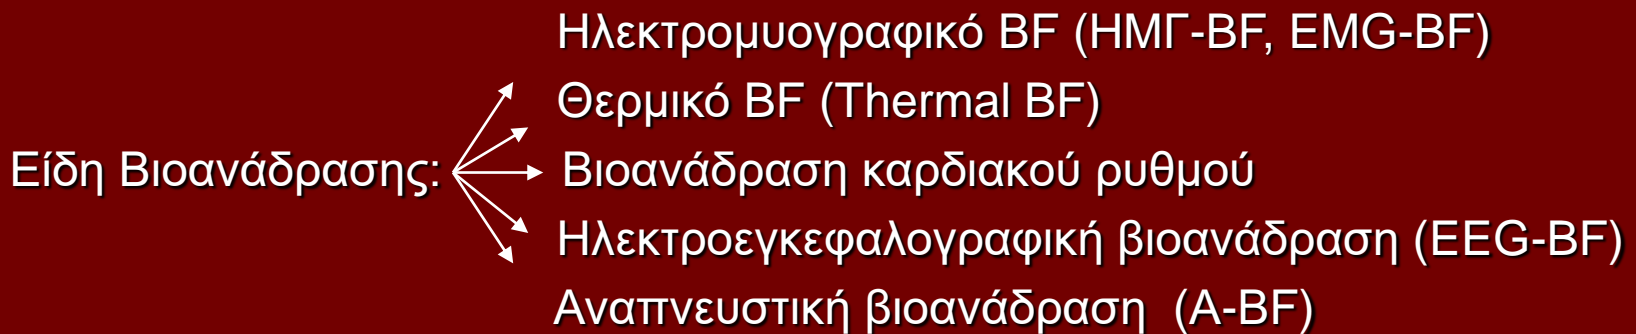 Ηλεκτρομυογραφικό BF (ΗΜΓ-BF, EMG-BF)
Θερμικό BF (Thermal BF)
Είδη Βιοανάδρασης: Βιοανάδραση καρδιακού ρυθμού
Ηλεκτροεγκεφαλογραφική βιοανάδραση (EEG-BF)
Αναπνευστική βιοανάδραση (A-BF)